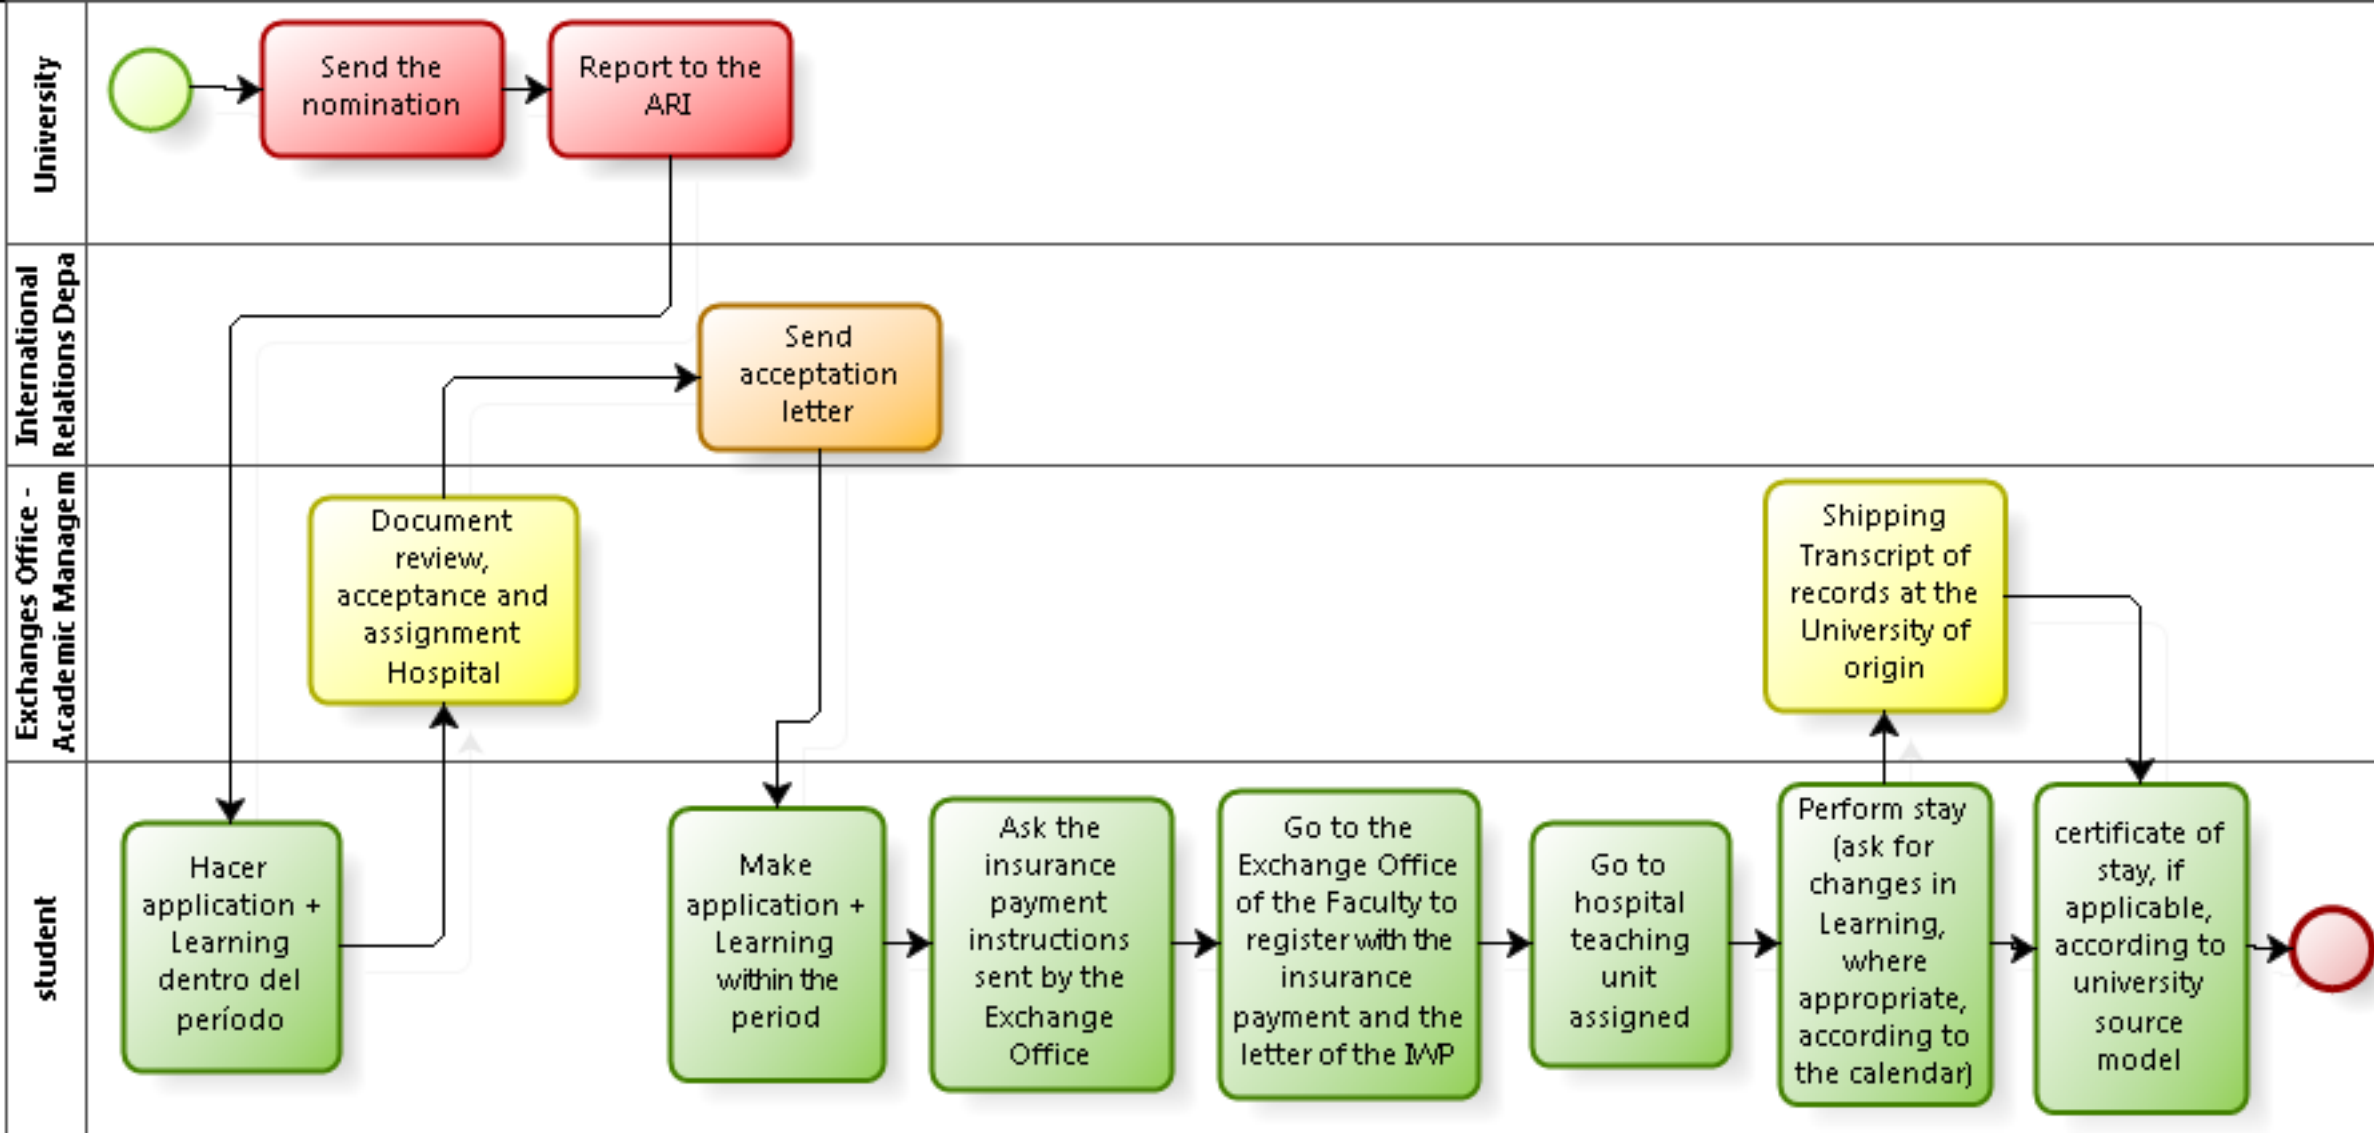 University
Send the
nomination
Report to the
ARI
International
Relations Depa
Send
acceptation
letter
Exchanges Office -
Academic Managem
Document
review,
acceptance and
assignment
Hospital
Shipping
Transcript of
records at the
University of
origin
student
Hacer
application +
Learning
dentro del
período
Make
application +
Learning
within the
period
Ask the
insurance
payment
instructions
sent by the
Exchange
Office
Go to the
Exchange Office
of the Faculty to
register with the
insurance
payment and the
letter of the IWP
Go to
hospital
teaching
unit
assigned
Perform stay
(ask for
changes in
Learning,
where
appropriate,
according to
the calendar)
certificate of
stay, if
applicable,
according to
university
source
model